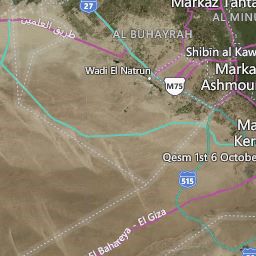 Markaz Tanta
AL MINU
27
طريق العلمين
AL BUHAYRAH
Shibin al Kaw
Wadi El Natrun
M75
Marka
Ashmour
Ma
Ker
Qesm 1st 6 October
515
El Bahareya - El Giza